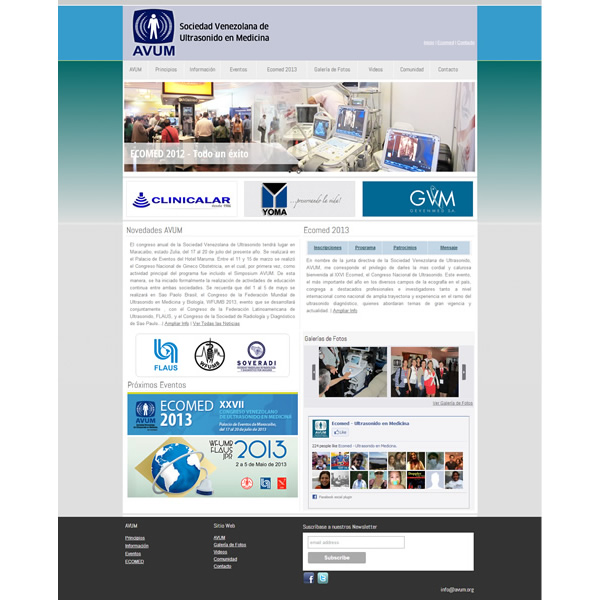 AVUM
Sociedad Venezolana de
Ultrasonido en Medicina
Inicio | Ecomed | Contacto
AVUM Principios Información Eventos Ecomed 2013 Galería de Fotos Videos Comunidad Contacto
ECOMED 2012 - Todo un éxito
CLINICALAR
YOMA
...preservando la vida!
GVM
GEVENMED SA
Novedades AVUM
El congreso anual de la Sociedad Venezolana de Ultrasonido tendrá lugar en
Maracaibo, estado Zulia, del 17 al 20 de julio del presente año. Se realizará en
el Palacio de Eventos del Hotel Maruma. Entre el 11 y 15 de marzo se realizó
el Congreso Nacional de Gineco Obstetricia, en el cual, por primera vez, como
actividad principal del programa fue incluido el Simposium AVUM. De esta
manera, se ha iniciado formalmente la realización de actividades de educación
continua entre ambas sociedades. Se recuerda que del 1 al 5 de mayo se
realizará en Sao Paulo Brasil, el Congreso de la Federación Mundial de
Ultrasonido en Medicina y Biología, WFUMB 2013, evento que se desarrollará
conjuntamente , con el Congreso de la Federación Latinoamericana de
Ultrasonido, FLAUS, y el Congreso de la Sociedad de Radiología y Diagnóstico
de Sao Paulo. | Ampliar Info | Ver Todas las Noticias
FLAUS
WFUMB
SOVERADI
Próximos Eventos
AVUM
ECOMED
2013
XXVII
CONGRESO VENEZOLANO
DE ULTRASONIDO EN MEDICINA
Palacio de Eventos de Maracaibo,
del 17 al 20 de julio de 2013
WFUMB
FLAUS
JPR
2013
2 a 5 de Maio de 2013
Ecomed 2013
Inscripciones Programa Patrocinios Mensaje
En nombre de la junta directiva de la Sociedad Venezolana de Ultrasonido,
AVUM, me corresponde el privilegio de darles la mas cordial y calurosa
bienvenida al XXVI Ecomed, el Congreso Nacional de Ultrasonido. Este evento,
el más importante del año en los diversos campos de la ecografía en el país,
congrega a destacados profesionales e investigadores tanto a nivel
internacional como nacional de amplia trayectoria y experiencia en el ramo del
ultrasonido diagnóstico, quienes abordaran temas de gran vigencia y
actualidad. | Ampliar Info
Galerías de Fotos
Ver Galería de Fotos
Ecomed - Ultrasonido en Medicina
Like
224 people like Ecomed - Ultrasonido en Medicina.
Facebook social plugin
AVUM
Principios
Información
Eventos
ECOMED
Sitio Web
AVUM
Galería de Fotos
Videos
Comunidad
Contacto
Suscríbase a nuestro Newsletter
email address
Subscribe
info@avum.org